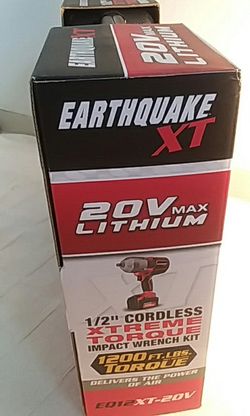 20V MAX
LITHIUM
EARTHQUAKE
XT
20V MAX
LITHIUM
1/2" CORDLESS
XTREME
TORQUE
IMPACT WRENCH KIT
1200 FT.LBS.
TORQUE
DELIVERS THE POWER
OF AIR
EQ12XT-20V